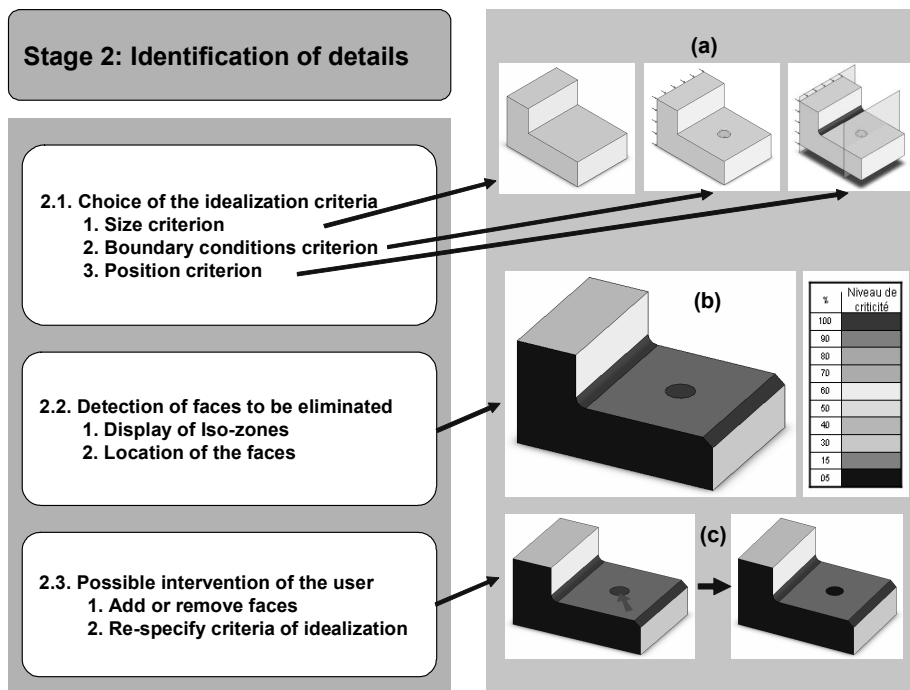 Stage 2: Identification of details
2.1. Choice of the idealization criteria
1. Size criterion
2. Boundary conditions criterion
3. Position criterion
2.2. Detection of faces to be eliminated
1. Display of Iso-zones
2. Location of the faces
2.3. Possible intervention of the user
1. Add or remove faces
2. Re-specify criteria of idealization
(a)
(b)
% Niveau de
criticité
100
90
80
70
60
50
40
30
15
05
(c)